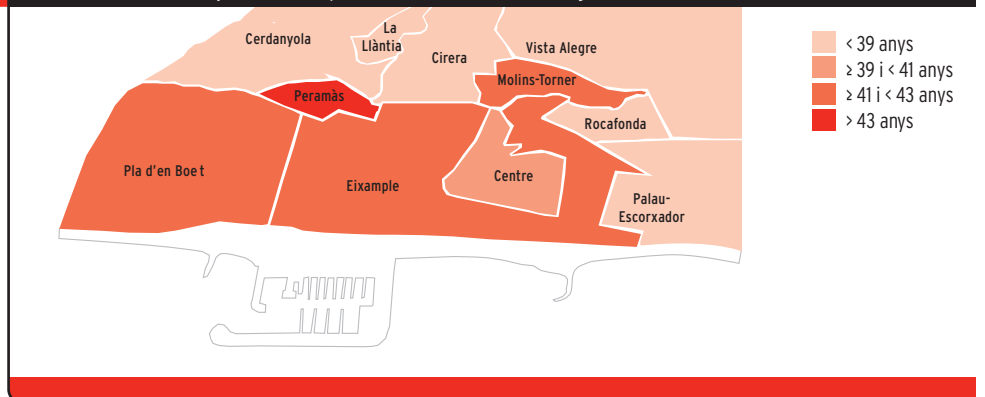 Cerdanyola
La
Llàntia
Cirera
Vista Alegre
Molins-Torner
Peramàs
Rocafonda
Pla d'en Boet
Eixample
Centre
Palau-
Escorxador
< 39 anys
≥ 39 i < 41 anys
≥ 41 i < 43 anys
> 43 anys